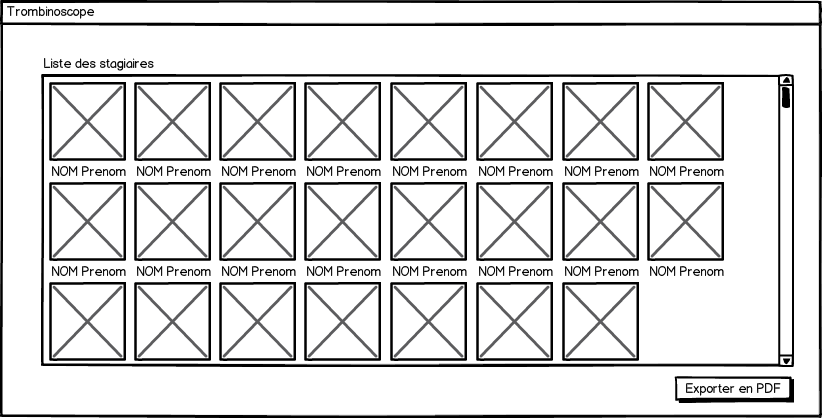 Trombinoscope
Liste des stagiaires
NOM Prenom NOM Prenom NOM Prenom NOM Prenom NOM Prenom NOM Prenom NOM Prenom NOM Prenom
NOM Prenom NOM Prenom NOM Prenom NOM Prenom NOM Prenom NOM Prenom NOM Prenom NOM Prenom
Exporter en PDF